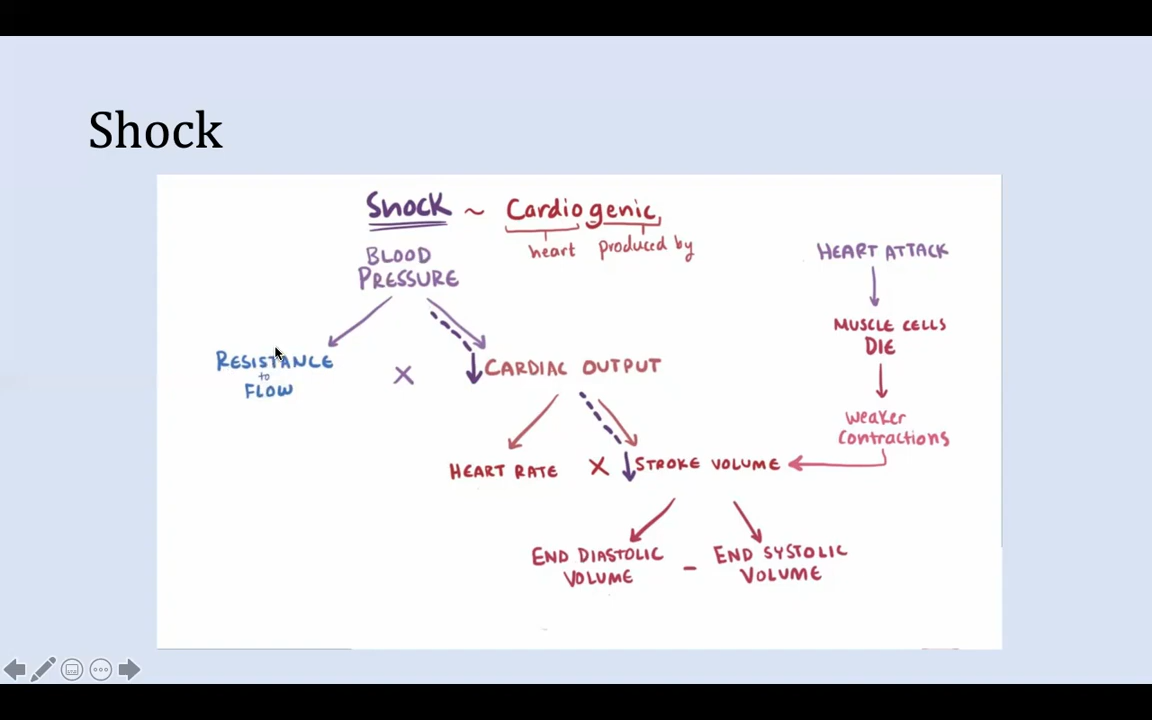 Shock
Shock ~ Cardiogenic
heart produced by
BLOOD
PRESSURE
HEART ATTACK
MUSCLE CELLS
DIE
RESISTANCE
to
FLOW
X
↓ CARDIAC OUTPUT
Weaker
Contractions
HEART RATE X ↓ STROKE VOLUME
END DIASTOLIC
VOLUME
-
END SYSTOLIC
VOLUME